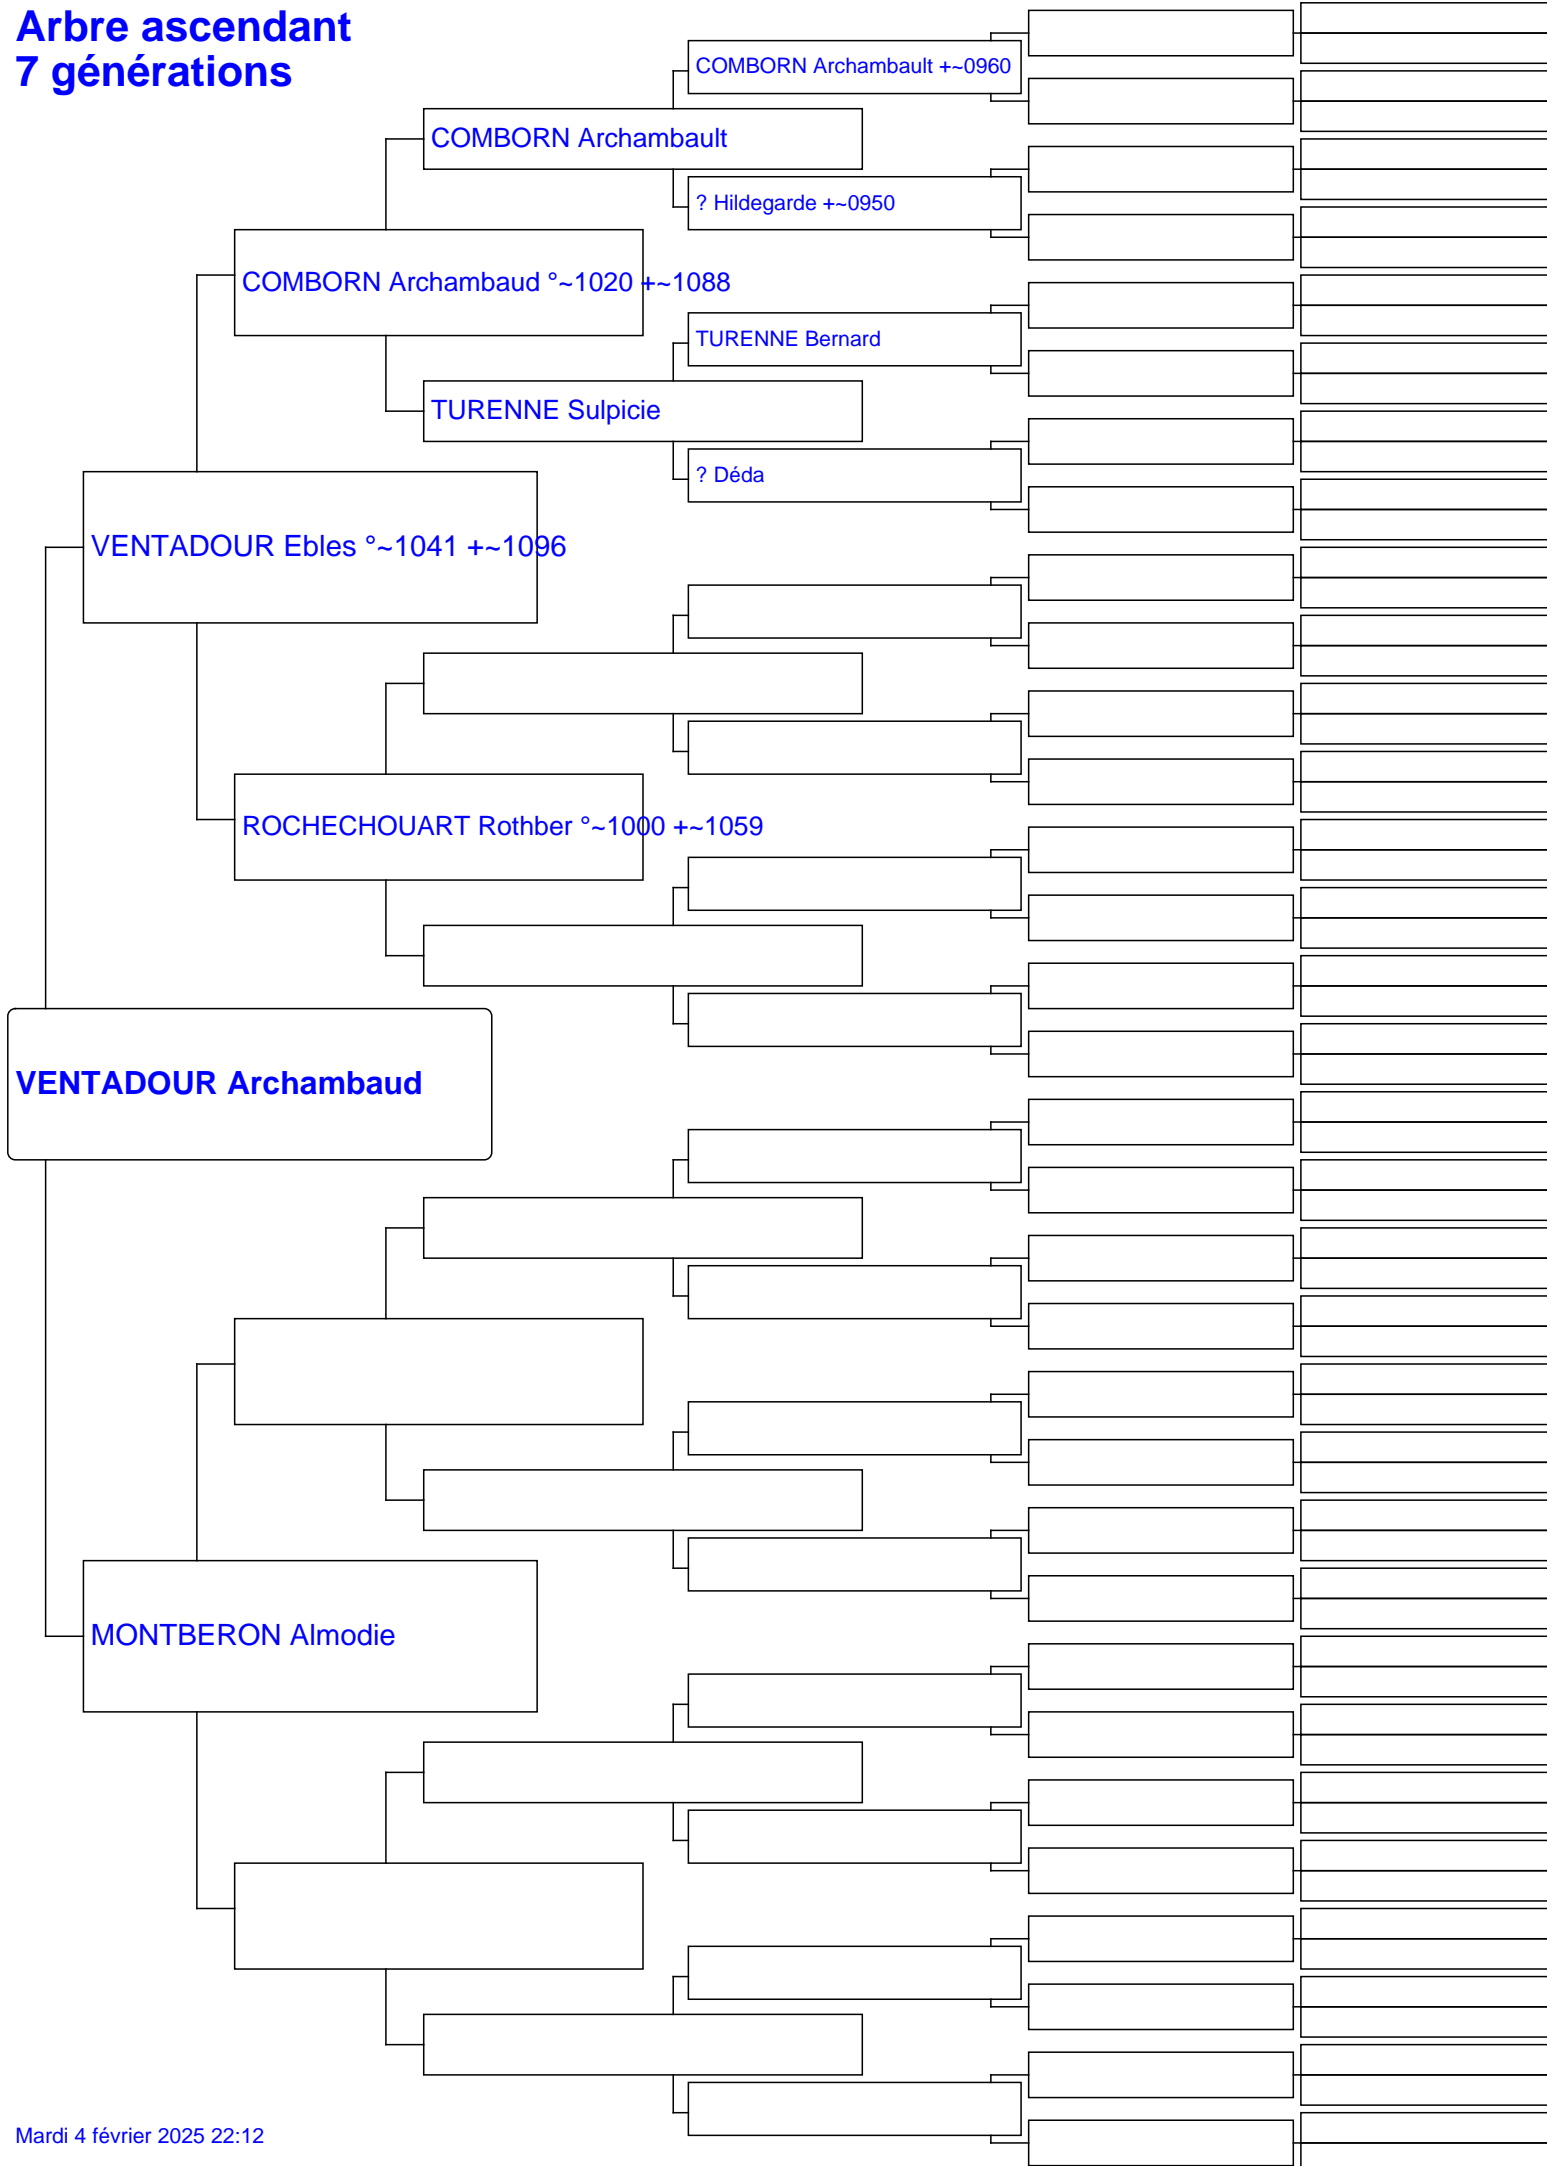 Arbre ascendant
7 générations
COMBORN Archambault +~0960
COMBORN Archambault
? Hildegarde +~0950
COMBORN Archambaud °~1020 +~1088
TURENNE Bernard
TURENNE Sulpicie
? Déda
VENTADOUR Ebles °~1041 +~1096
ROCHECHOUART Rothber °~1000 +~1059
VENTADOUR Archambaud
MONTBERON Almodie
Mardi 4 février 2025 22:12